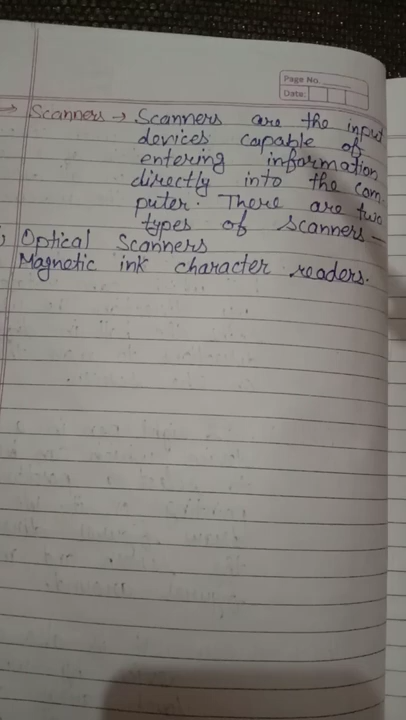 Page No.
Date:
→ Scanners → Scanners are the input
devices capable of
entering information
directly into the com
puter. There are two
types of scanners –
Optical Scanners
Magnetic ink character readers.